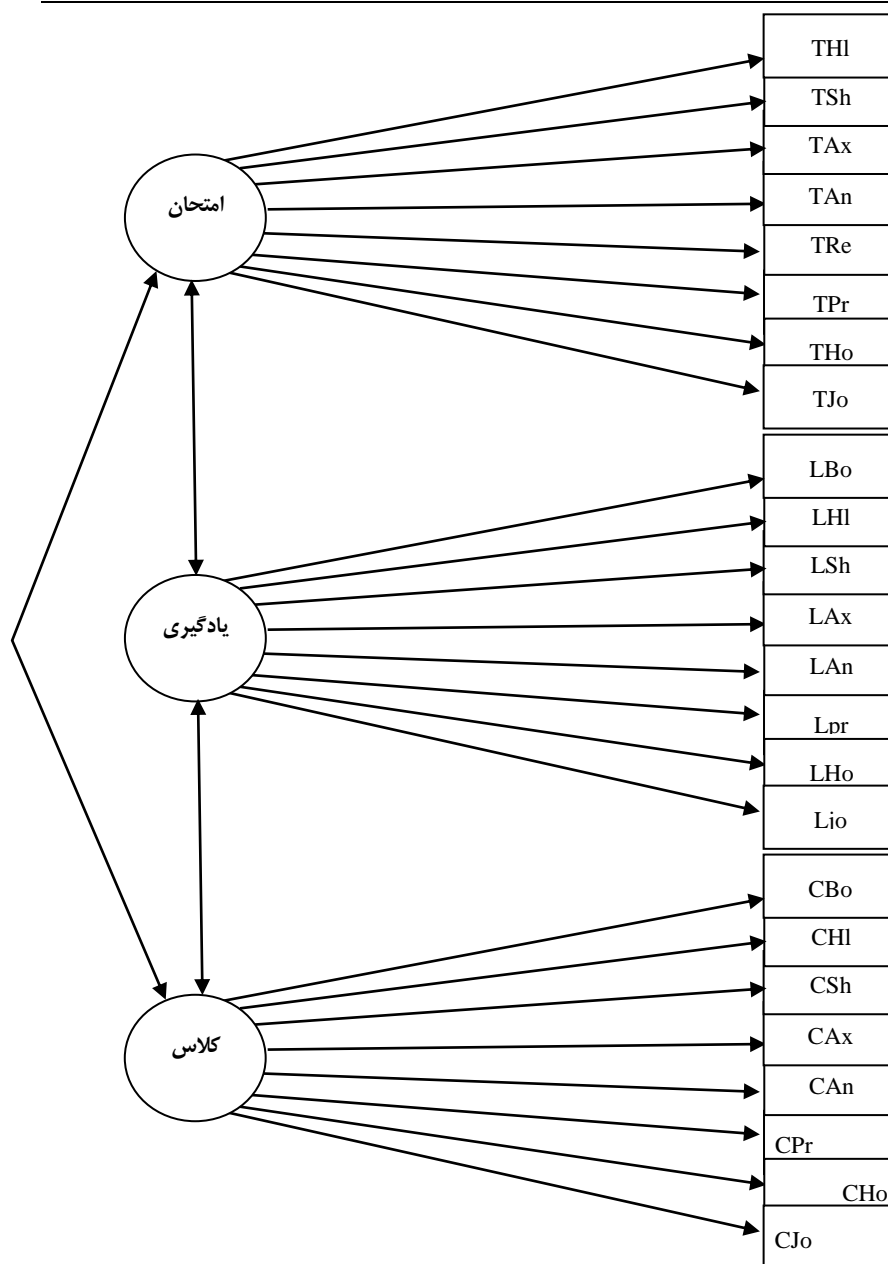 THl
TSh
TAx
امتحان
TAn
TRe
TPr
THo
TJo
LBo
LHl
LSh
یادگیری
LAx
LAn
Lpr
LHo
Ljo
CBo
CHl
CSh
کلاس
CAx
CAn
CPr
CHo
CJo